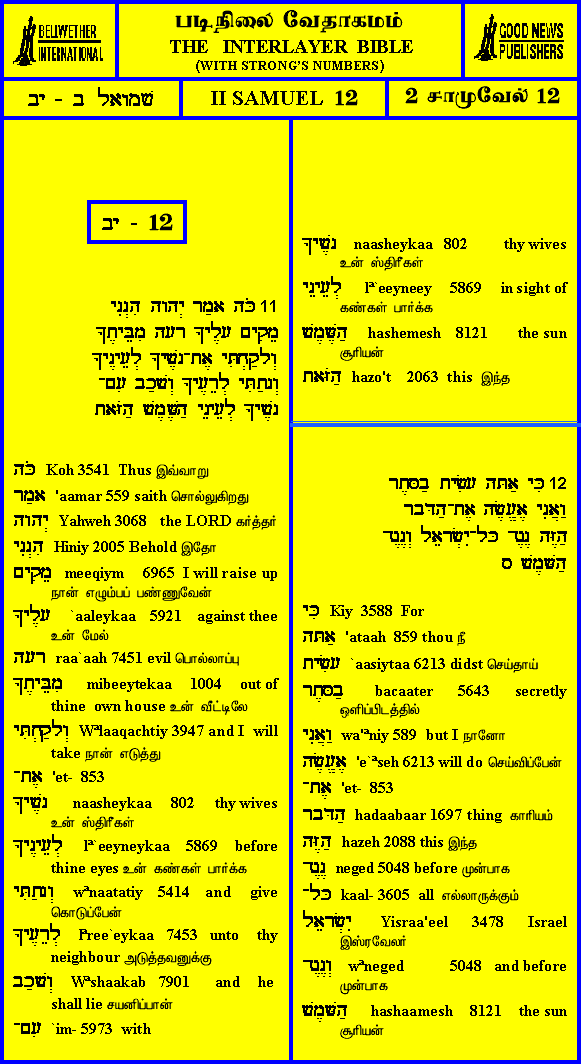 BELLWETHER
INTERNATIONAL
படிநிலை வேதாகமம்
THE INTERLAYER BIBLE
(WITH STRONG'S NUMBERS)
GOOD NEWS
PUBLISHERS
שמואל ב - יב
II SAMUEL 12
2 சாமுவேல் 12
יב - 12
11 כֹּה אָמַר יְהוָה הִנְנִי
מֵקִים עָלֶיךָ רָעָה מִבֵּיתֶךָ
וְלָקַחְתִּי אֶת־נָשֶׁיךָ לְעֵינֶיךָ
וְנָתַתִּי לְרֵעֶיךָ וְשָׁכַב עִם־
נָשֶׁיךָ לְעֵינֵי הַשֶּׁמֶשׁ הַזֹּאת
כֹּה Koh 3541 Thus இவ்வாறு
אָמַר 'aamar 559 saith சொல்லுகிறது
יְהוָה Yahweh 3068 the LORD கர்த்தர்
הִנְנִי Hiniy 2005 Behold இதோ
מֵקִים meeqiym 6965 I will raise up
நான் எழும்பப் பண்ணுவேன்
עָלֶיךָ `aaleykaa 5921 against thee
உன் மேல்
רָעָה raa`aah 7451 evil பொல்லாப்பு
מִבֵּיתֶךָ mibeeytekaa 1004 out of
thine own house உன் வீட்டிலே
וְלָקַחְתִּי Wªlaaqachtiy 3947 and I will
take நான் எடுத்து
אֶת־ 'et- 853
נָשֶׁיךָ naasheykaa 802 thy wives
உன் ஸ்திரீகள்
לְעֵינֶיךָ lª`eeyneykaa 5869 before
thine eyes உன் கண்கள் பார்க்க
וְנָתַתִּי wªnaatatiy 5414 and give
கொடுப்பேன்
לְרֵעֶיךָ Pree`eykaa 7453 unto thy
neighbour அடுத்தவனுக்கு
וְשָׁכַב Wªshaakab 7901 and he
shall lie சயனிப்பான்
עִם־ `im- 5973 with
נָשֶׁיךָ naasheykaa 802 thy wives
உன் ஸ்திரீகள்
לְעֵינֵי lª`eeyneey 5869 in sight of
கண்கள் பார்க்க
הַשֶּׁמֶשׁ hashemesh 8121 the sun
சூரியன்
הַזֹּאת hazo't 2063 this இந்த
12 כִּי אַתָּה עָשִׂיתָ בַסָּתֶר
וַאֲנִי אֶעֱשֶׂה אֶת־הַדָּבָר
הַזֶּה נֶגֶד כָּל־יִשְׂרָאֵל וְנֶגֶד
הַשָּׁמֶשׁ ס
כִּי Kiy 3588 For
אַתָּה 'ataah 859 thou நீ
עָשִׂיתָ `aasiytaa 6213 didst செய்தாய்
בַסָּתֶר bacaater 5643 secretly
ஒளிப்பிடத்தில்
וַאֲנִי wa'ªniy 589 but I நானோ
אֶעֱשֶׂה 'e`ªseh 6213 will do செய்விப்பேன்
אֶת־ 'et- 853
הַדָּבָר hadaabaar 1697 thing காரியம்
הַזֶּה hazeh 2088 this இந்த
נֶגֶד neged 5048 before முன்பாக
כָּל־ kaal- 3605 all எல்லாருக்கும்
יִשְׂרָאֵל Yisraa'eel 3478 Israel
இஸ்ரவேலர்
וְנֶגֶד wªneged 5048 and before
முன்பாக
הַשָּׁמֶשׁ hashaamesh 8121 the sun
சூரியன்